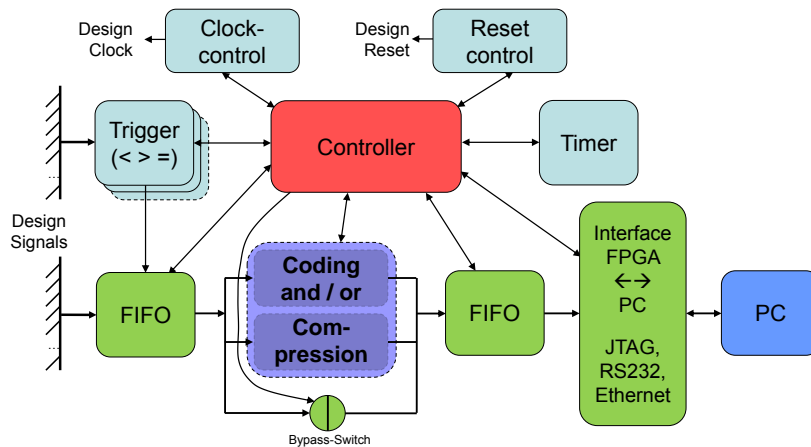 Design
Clock
Clock-
control
Design
Reset
Reset
control
Trigger
(< > =)
Controller
Timer
...
Design
Signals
...
FIFO
Coding
and / or
Com-
pression
FIFO
Interface
FPGA
←→
PC
JTAG,
RS232,
Ethernet
PC
Bypass-Switch